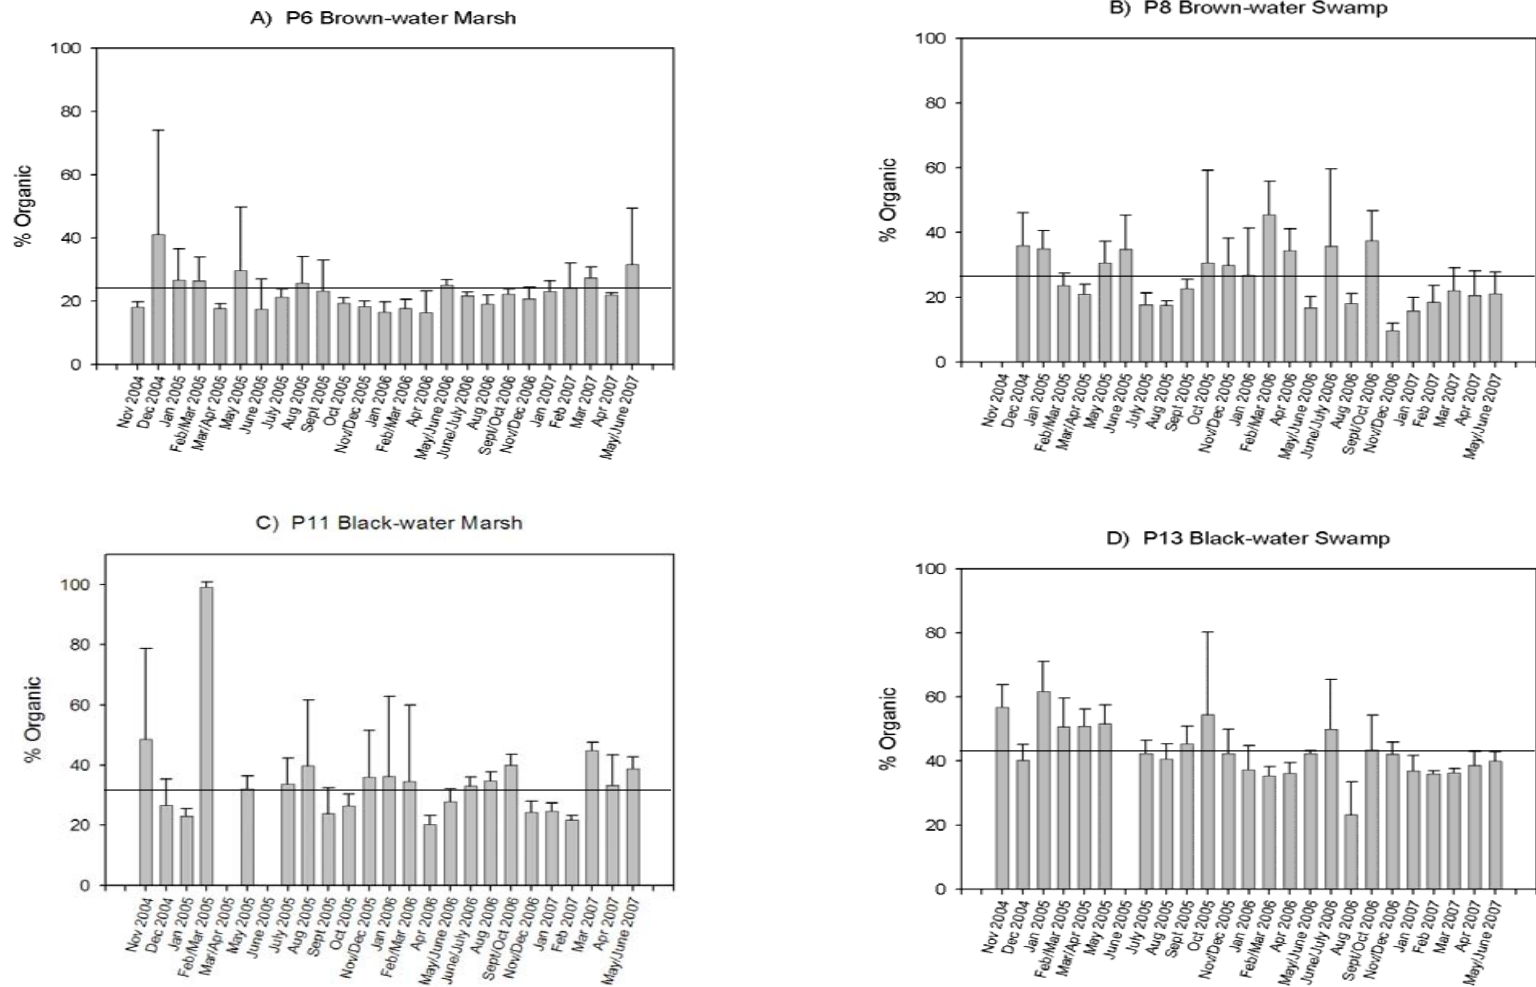 A) P6 Brown-water Marsh
100
80
60
40
20
0
% Organic
Nov 2004
Dec 2004
Jan 2005
Feb/Mar 2005
Mar/Apr 2005
May 2005
June 2005
July 2005
Aug 2005
Sept 2005
Oct 2005
Nov/Dec 2005
Jan 2006
Feb/Mar 2006
Apr 2006
May/June 2006
June/July 2006
Aug 2006
Sept/Oct 2006
Nov/Dec 2006
Jan 2007
Feb 2007
Mar 2007
Apr 2007
May/June 2007
B) P8 Brown-water Swamp
100
80
60
40
20
0
% Organic
Nov 2004
Dec 2004
Jan 2005
Feb/Mar 2005
Mar/Apr 2005
May 2005
June 2005
July 2005
Aug 2005
Sept 2005
Oct 2005
Nov/Dec 2005
Jan 2006
Feb/Mar 2006
Apr 2006
May/June 2006
June/July 2006
Aug 2006
Sept/Oct 2006
Nov/Dec 2006
Jan 2007
Feb 2007
Mar 2007
Apr 2007
May/June 2007
C) P11 Black-water Marsh
100
80
60
40
20
0
% Organic
Nov 2004
Dec 2004
Jan 2005
Feb/Mar 2005
Mar/Apr 2005
May 2005
June 2005
July 2005
Aug 2005
Sept 2005
Oct 2005
Nov/Dec 2005
Jan 2006
Feb/Mar 2006
Apr 2006
May/June 2006
June/July 2006
Aug 2006
Sept/Oct 2006
Nov/Dec 2006
Jan 2007
Feb 2007
Mar 2007
Apr 2007
May/June 2007
D) P13 Black-water Swamp
100
80
60
40
20
0
% Organic
Nov 2004
Dec 2004
Jan 2005
Feb/Mar 2005
Mar/Apr 2005
May 2005
June 2005
July 2005
Aug 2005
Sept 2005
Oct 2005
Nov/Dec 2005
Jan 2006
Feb/Mar 2006
Apr 2006
May/June 2006
June/July 2006
Aug 2006
Sept/Oct 2006
Nov/Dec 2006
Jan 2007
Feb 2007
Mar 2007
Apr 2007
May/June 2007